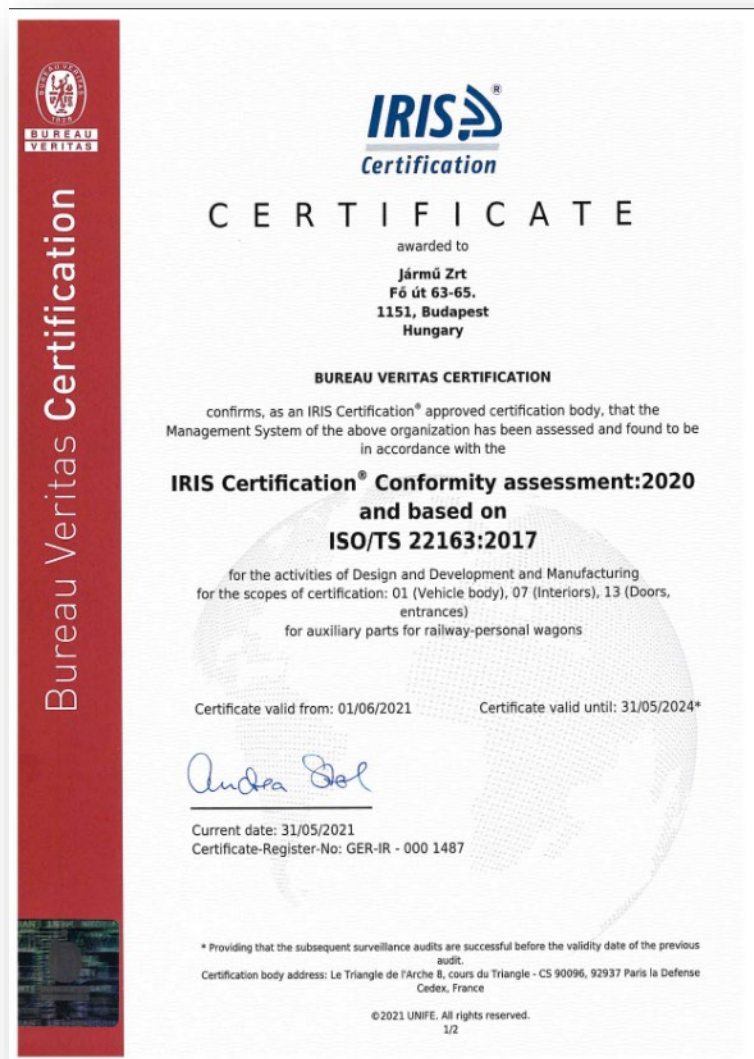 BUREAU VERITAS
1828
BUREAU
VERITAS
Bureau Veritas Certification
IRIS®
Certification
CERTIFICATE
awarded to
Jármű Zrt
Fő út 63-65.
1151, Budapest
Hungary
BUREAU VERITAS CERTIFICATION
confirms, as an IRIS Certification® approved certification body, that the
Management System of the above organization has been assessed and found to be
in accordance with the
IRIS Certification® Conformity assessment:2020
and based on
ISO/TS 22163:2017
for the activities of Design and Development and Manufacturing
for the scopes of certification: 01 (Vehicle body), 07 (Interiors), 13 (Doors,
entrances)
for auxiliary parts for railway-personal wagons
Certificate valid from: 01/06/2021
Certificate valid until: 31/05/2024*
Andrea
Current date: 31/05/2021
Certificate-Register-No: GER-IR - 000 1487
* Providing that the subsequent surveillance audits are successful before the validity date of the previous
audit.
Certification body address: Le Triangle de l'Arche 8, cours du Triangle - CS 90096, 92937 Paris la Defense
Cedex, France
©2021 UNIFE. All rights reserved.
1/2